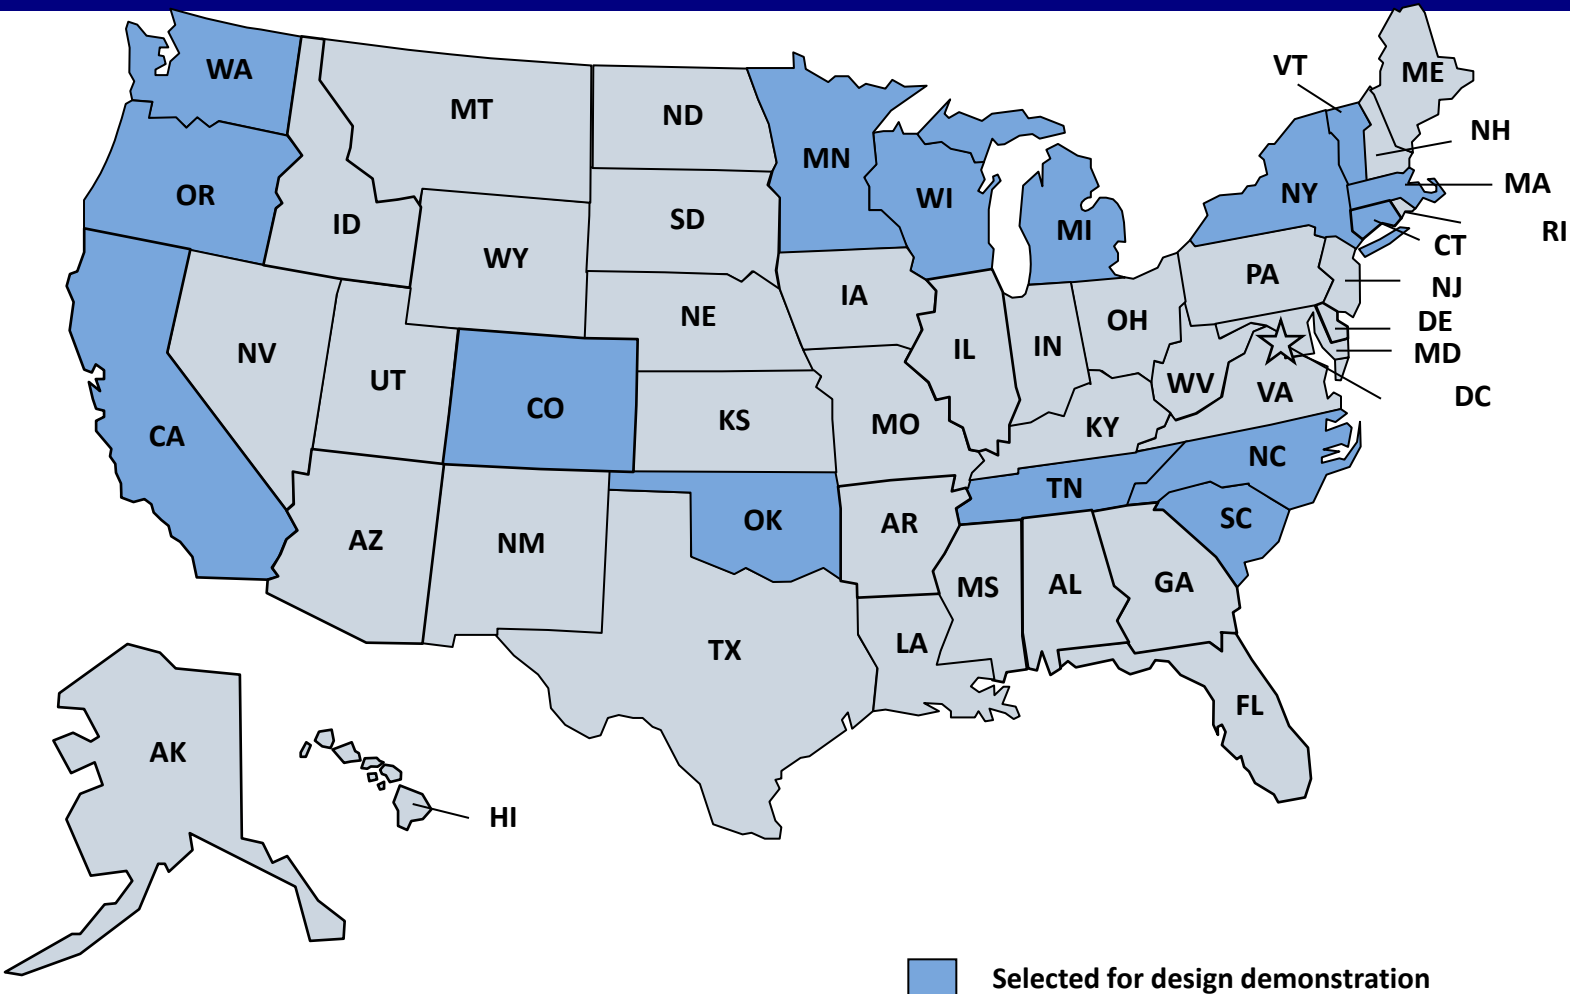 VT
ME
WA
MT
ND
NH
MN
OR
MA
WI
NY
ID
SD
MI
RI
CT
WY
PA
NJ
IA
NE
OH
DE
NV
IL
IN
MD
UT
WV
VA
DC
CO
CA
KS
MO
KY
NC
TN
SC
OK
AR
AZ
NM
MS
AL
GA
LA
TX
FL
AK
HI
Selected for design demonstration